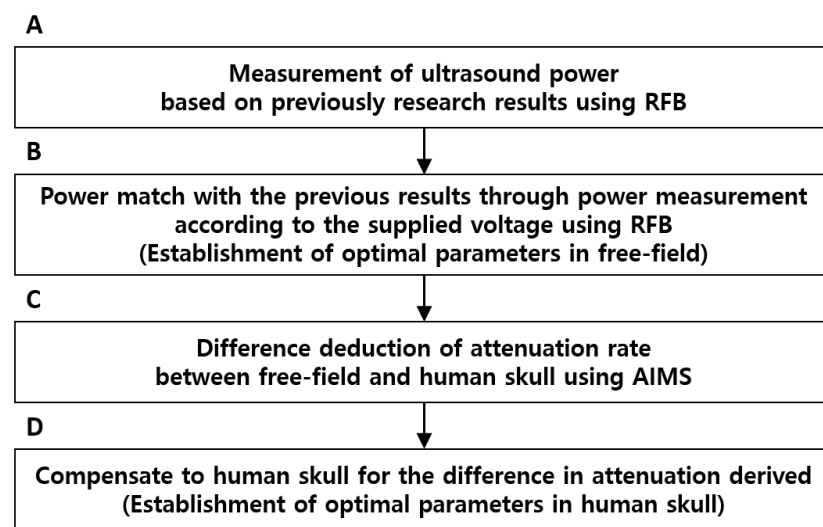 A
Measurement of ultrasound power
based on previously research results using RFB
B
Power match with the previous results through power measurement
according to the supplied voltage using RFB
(Establishment of optimal parameters in free-field)
C
Difference deduction of attenuation rate
between free-field and human skull using AIMS
D
Compensate to human skull for the difference in attenuation derived
(Establishment of optimal parameters in human skull)